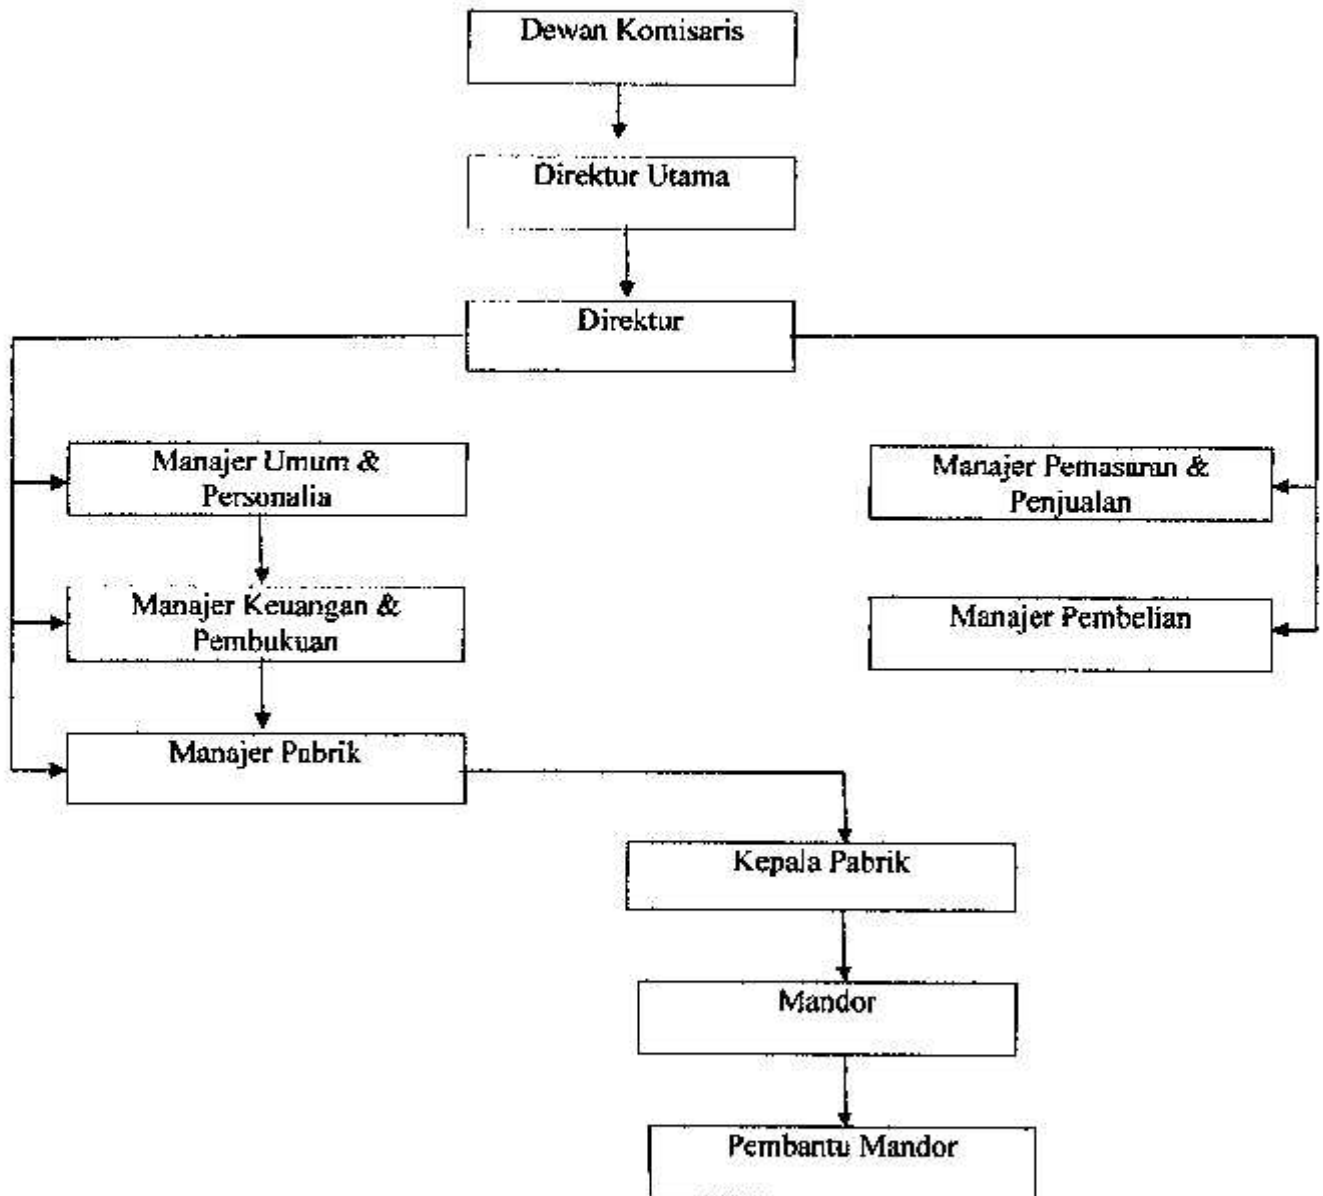 Dewan Komisaris
Direktur Utama
Direktur
Manajer Umum &
Personalia
Manajer Keuangan &
Pembukuan
Manajer Pabrik
Manajer Pemasaran &
Penjualan
Manajer Pembelian
Kepala Pabrik
Mandor
Pembantu Mandor